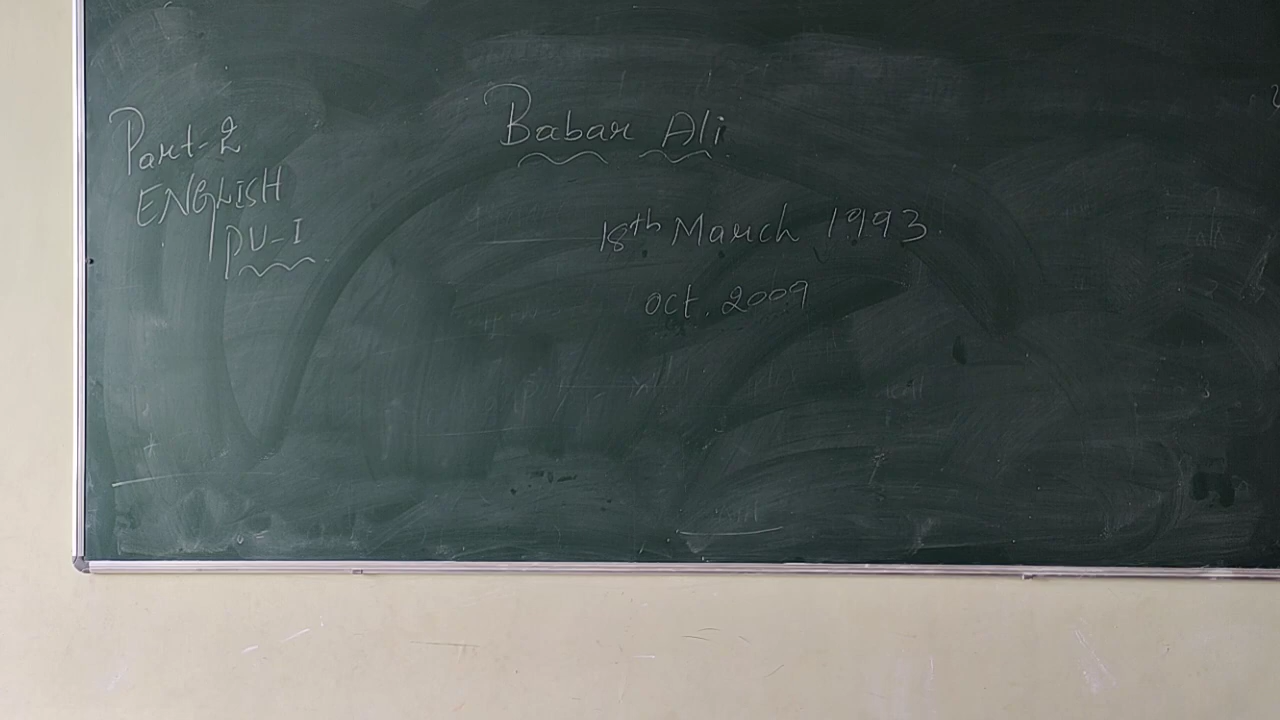 Part-2
ENGLISH
PU-I
Babar Ali
18th March 1993
Oct. 2009